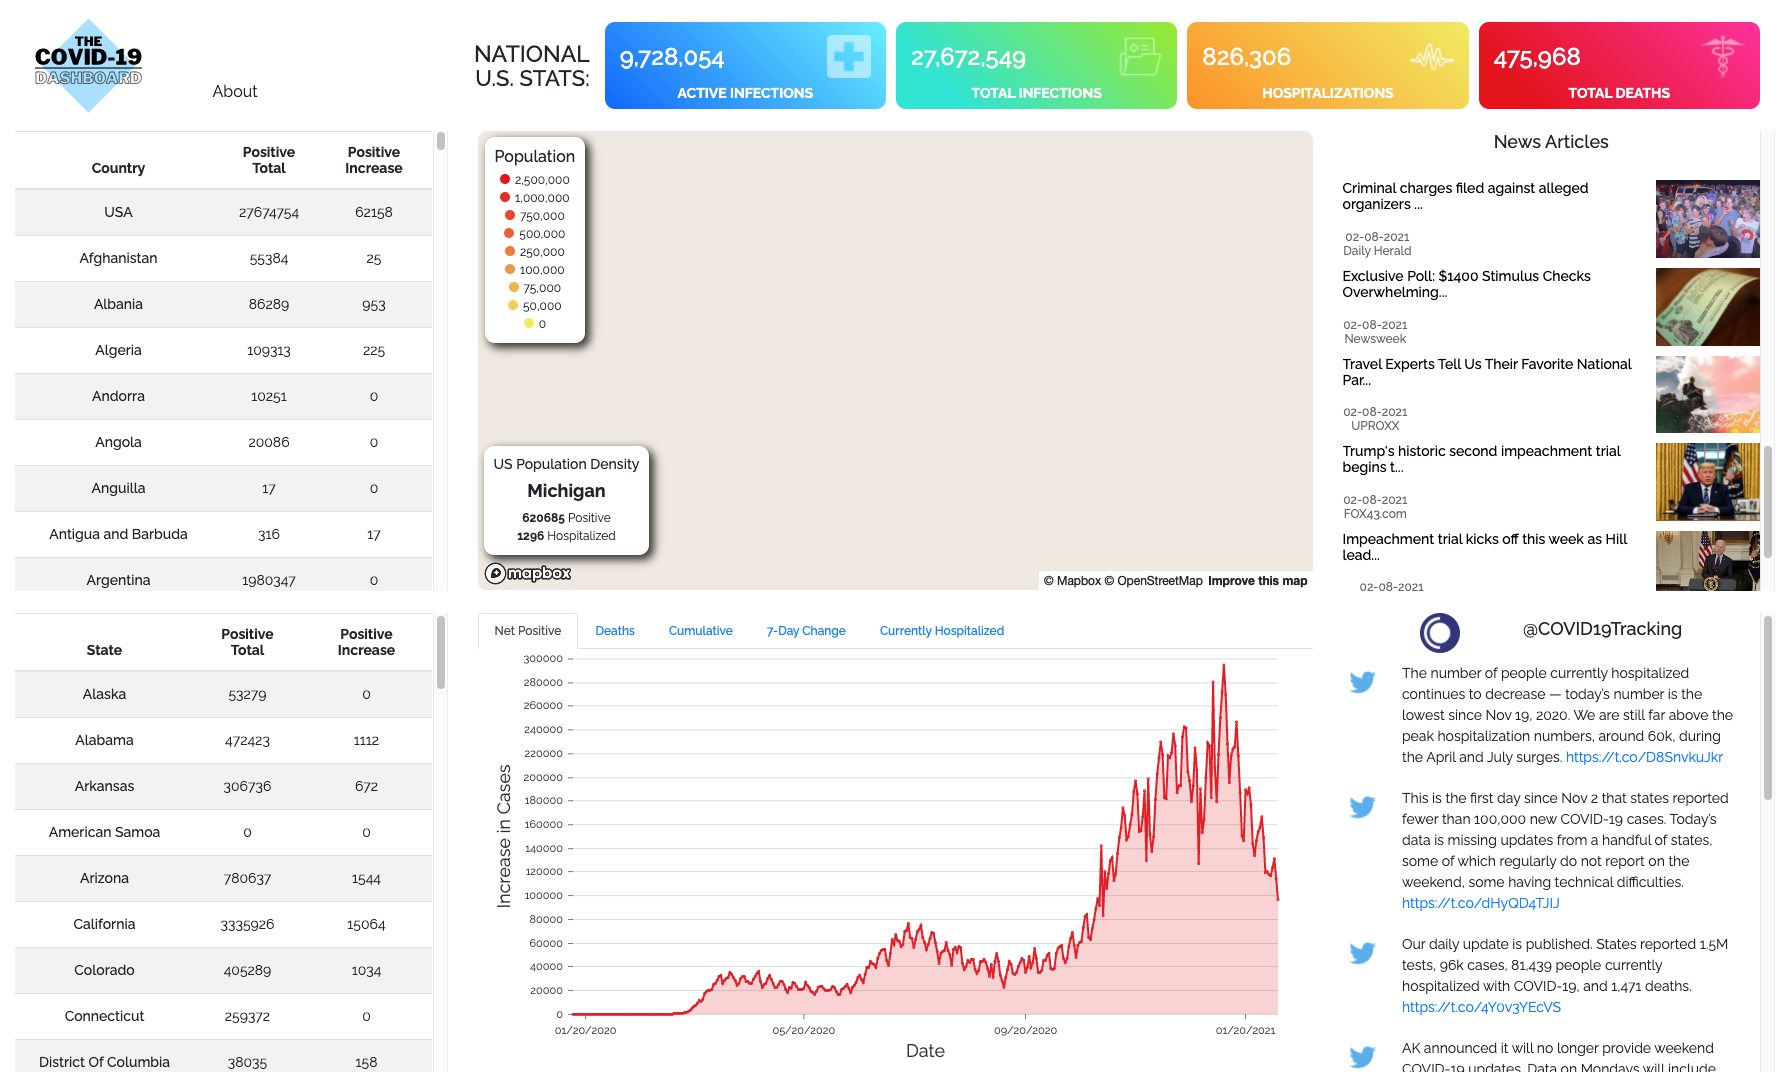 THE
COVID-19
DASHBOARD
About
NATIONAL
U.S. STATS:
9,728,054
ACTIVE INFECTIONS
27,672,549
TOTAL INFECTIONS
826,306
HOSPITALIZATIONS
475,968
TOTAL DEATHS
Country Positive Total Positive Increase
USA 27674754 62158
Afghanistan 55384 25
Albania 86289 953
Algeria 109313 225
Andorra 10251 0
Angola 20086 0
Anguilla 17 0
Antigua and Barbuda 316 17
Argentina 1980347 0
Population
2,500,000
1,000,000
750,000
500,000
250,000
100,000
75,000
50,000
0
US Population Density
Michigan
620685 Positive
1296 Hospitalized
mapbox
© Mapbox © OpenStreetMap Improve this map
News Articles
Criminal charges filed against alleged
organizers ...
02-08-2021
Daily Herald
Exclusive Poll: $1400 Stimulus Checks
Overwhelming...
02-08-2021
Newsweek
Travel Experts Tell Us Their Favorite National
Par...
02-08-2021
UPROXX
Trump's historic second impeachment trial
begins t...
02-08-2021
FOX43.com
Impeachment trial kicks off this week as Hill
lead...
02-08-2021
State Positive Total Positive Increase
Alaska 53279 0
Alabama 472423 1112
Arkansas 306736 672
American Samoa 0 0
Arizona 780637 1544
California 3335926 15064
Colorado 405289 1034
Connecticut 259372 0
District Of Columbia 38035 158
Net Positive Deaths Cumulative 7-Day Change Currently Hospitalized
Increase in Cases
300000
280000
260000
240000
220000
200000
180000
160000
140000
120000
100000
80000
60000
40000
20000
0
01/20/2020 05/20/2020 09/20/2020 01/20/2021
Date
@COVID19Tracking
The number of people currently hospitalized
continues to decrease — today's number is the
lowest since Nov 19, 2020. We are still far above the
peak hospitalization numbers, around 60k, during
the April and July surges. https://t.co/D8SnvkuJkr
This is the first day since Nov 2 that states reported
fewer than 100,000 new COVID-19 cases. Today's
data is missing updates from a handful of states,
some of which regularly do not report on the
weekend, some having technical difficulties.
https://t.co/dHyQD4TJIJ
Our daily update is published. States reported 1.5M
tests, 96k cases, 81,439 people currently
hospitalized with COVID-19, and 1,471 deaths.
https://t.co/4Y0v3YEcVS
AK announced it will no longer provide weekend
COVID-19 updates. Data on Mondays will include